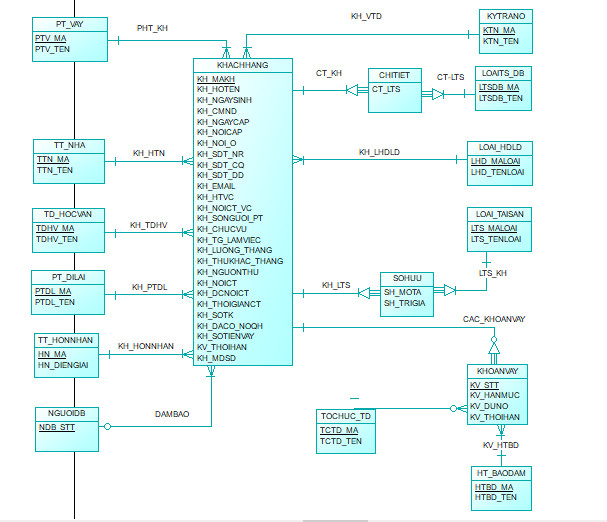 PT_VAY
PTV_MA
PTV_TEN
PHT_KH
KH_VTD
KYTRANO
KTN_MA
KTN_TEN
KHACHHANG
KH_MAKH
KH_HOTEN
KH_NGAYSINH
KH_CMND
KH_NGAYCAP
KH_NOICAP
KH_NOI_O
KH_SDT_NR
KH_SDT_CQ
KH_SDT_DD
KH_EMAIL
KH_HTVC
KH_NOICT_VC
KH_SONGUOI_PT
KH_CHUCVU
KH_TG_LAMVIEC
KH_LUONG_THANG
KH_THUKHAC_THANG
KH_NGUONTHU
KH_NOICT
KH_DCNOICT
KH_THOIGIANCT
KH_SOTK
KH_DACO_NOQH
KH_SOTIENVAY
KV_THOIHAN
KH_MDSD
CT_KH
CHITIET
CT_LTS
CT-LTS
LOAITS_DB
LTSDB_MA
LTSDB_TEN
TT_NHA
TTN_MA
TTN_TEN
KH_HTN
KH_LHDLD
LOAI_HDLD
LHD_MALOAI
LHD_TENLOAI
TD_HOCVAN
TDHV_MA
TDHV_TEN
KH_TDHV
LOAI_TAISAN
LTS_MALOAI
LTS_TENLOAI
LTS_KH
PT_DILAI
PTDL_MA
PTDL_TEN
KH_PTDL
KH_LTS
SOHUU
SH_MOTA
SH_TRIGIA
CAC_KHOANVAY
TT_HONNHAN
HN_MA
HN_DIENGIAI
KH_HONNHAN
KHOANVAY
KV_STT
KV_HANMUC
KV_DUNO
KV_THOIHAN
NGUOIDB
NDB_STT
DAMBAO
TOCHUC_TD
TCTD_MA
TCTD_TEN
KV_HTBD
HT_BAODAM
HTBD_MA
HTBD_TEN